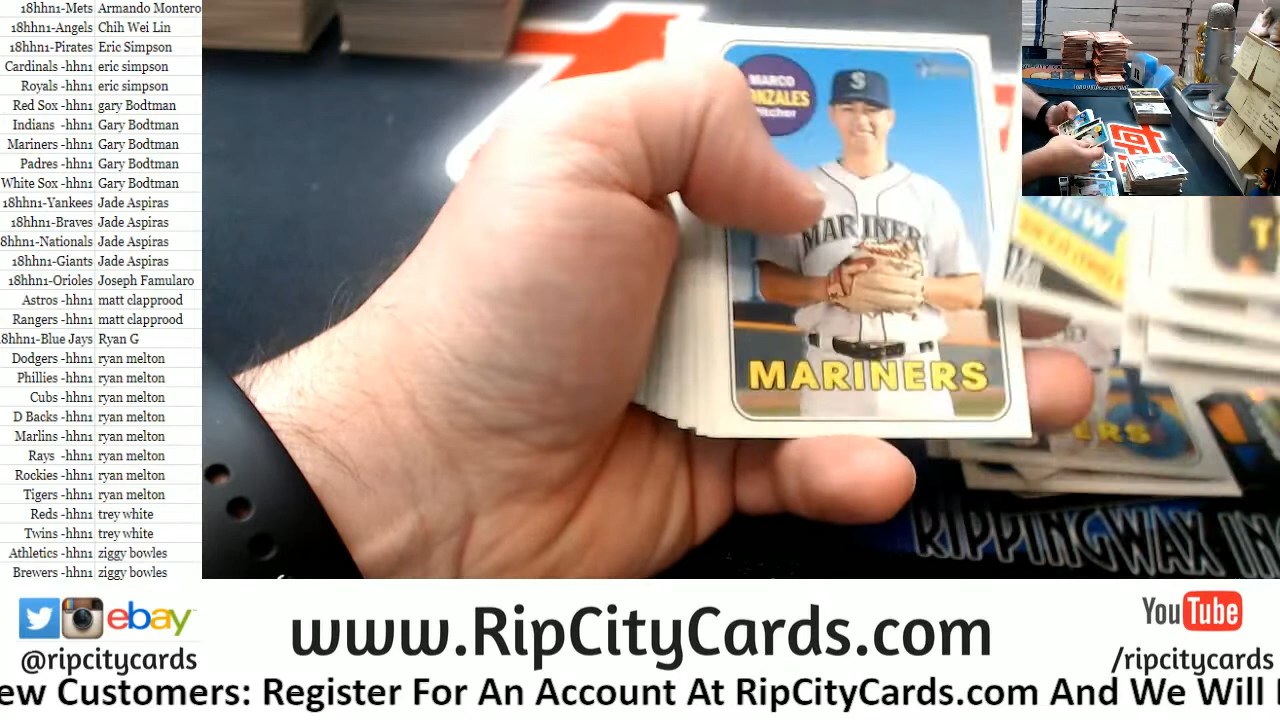 18hhn1-Mets Armando Montero
18hhn1-Angels Chih Wei Lin
18hhn1-Pirates Eric Simpson
Cardinals -hhn1 eric simpson
Royals -hhn1 eric simpson
Red Sox -hhn1 gary Bodtman
Indians -hhn1 Gary Bodtman
Mariners -hhn1 Gary Bodtman
Padres -hhn1 Gary Bodtman
White Sox -hhn1 Gary Bodtman
18hhn1-Yankees Jade Aspiras
18hhn1-Braves Jade Aspiras
8hhn1-Nationals Jade Aspiras
18hhn1-Giants Jade Aspiras
18hhn1-Orioles Joseph Famularo
Astros -hhn1 matt clapprood
Rangers -hhn1 matt clapprood
8hhn1-Blue Jays Ryan G
Dodgers -hhn1 ryan melton
Phillies -hhn1 ryan melton
Cubs -hhn1 ryan melton
D Backs -hhn1 ryan melton
Marlins -hhn1 ryan melton
Rays -hhn1 ryan melton
Rockies -hhn1 ryan melton
Tigers -hhn1 ryan melton
Reds -hhn1 trey white
Twins -hhn1 trey white
Athletics -hhn1 ziggy bowles
Brewers -hhn1 ziggy bowles
MARCO
NZALES
Pitcher
S
MARINER
MARINERS
NOW
ERS
RIPPINGWAX IN
ebay
@ripcitycards
www.RipCityCards.com
YouTube
/ripcitycards
ew Customers: Register For An Account At RipCityCards.com And We Will